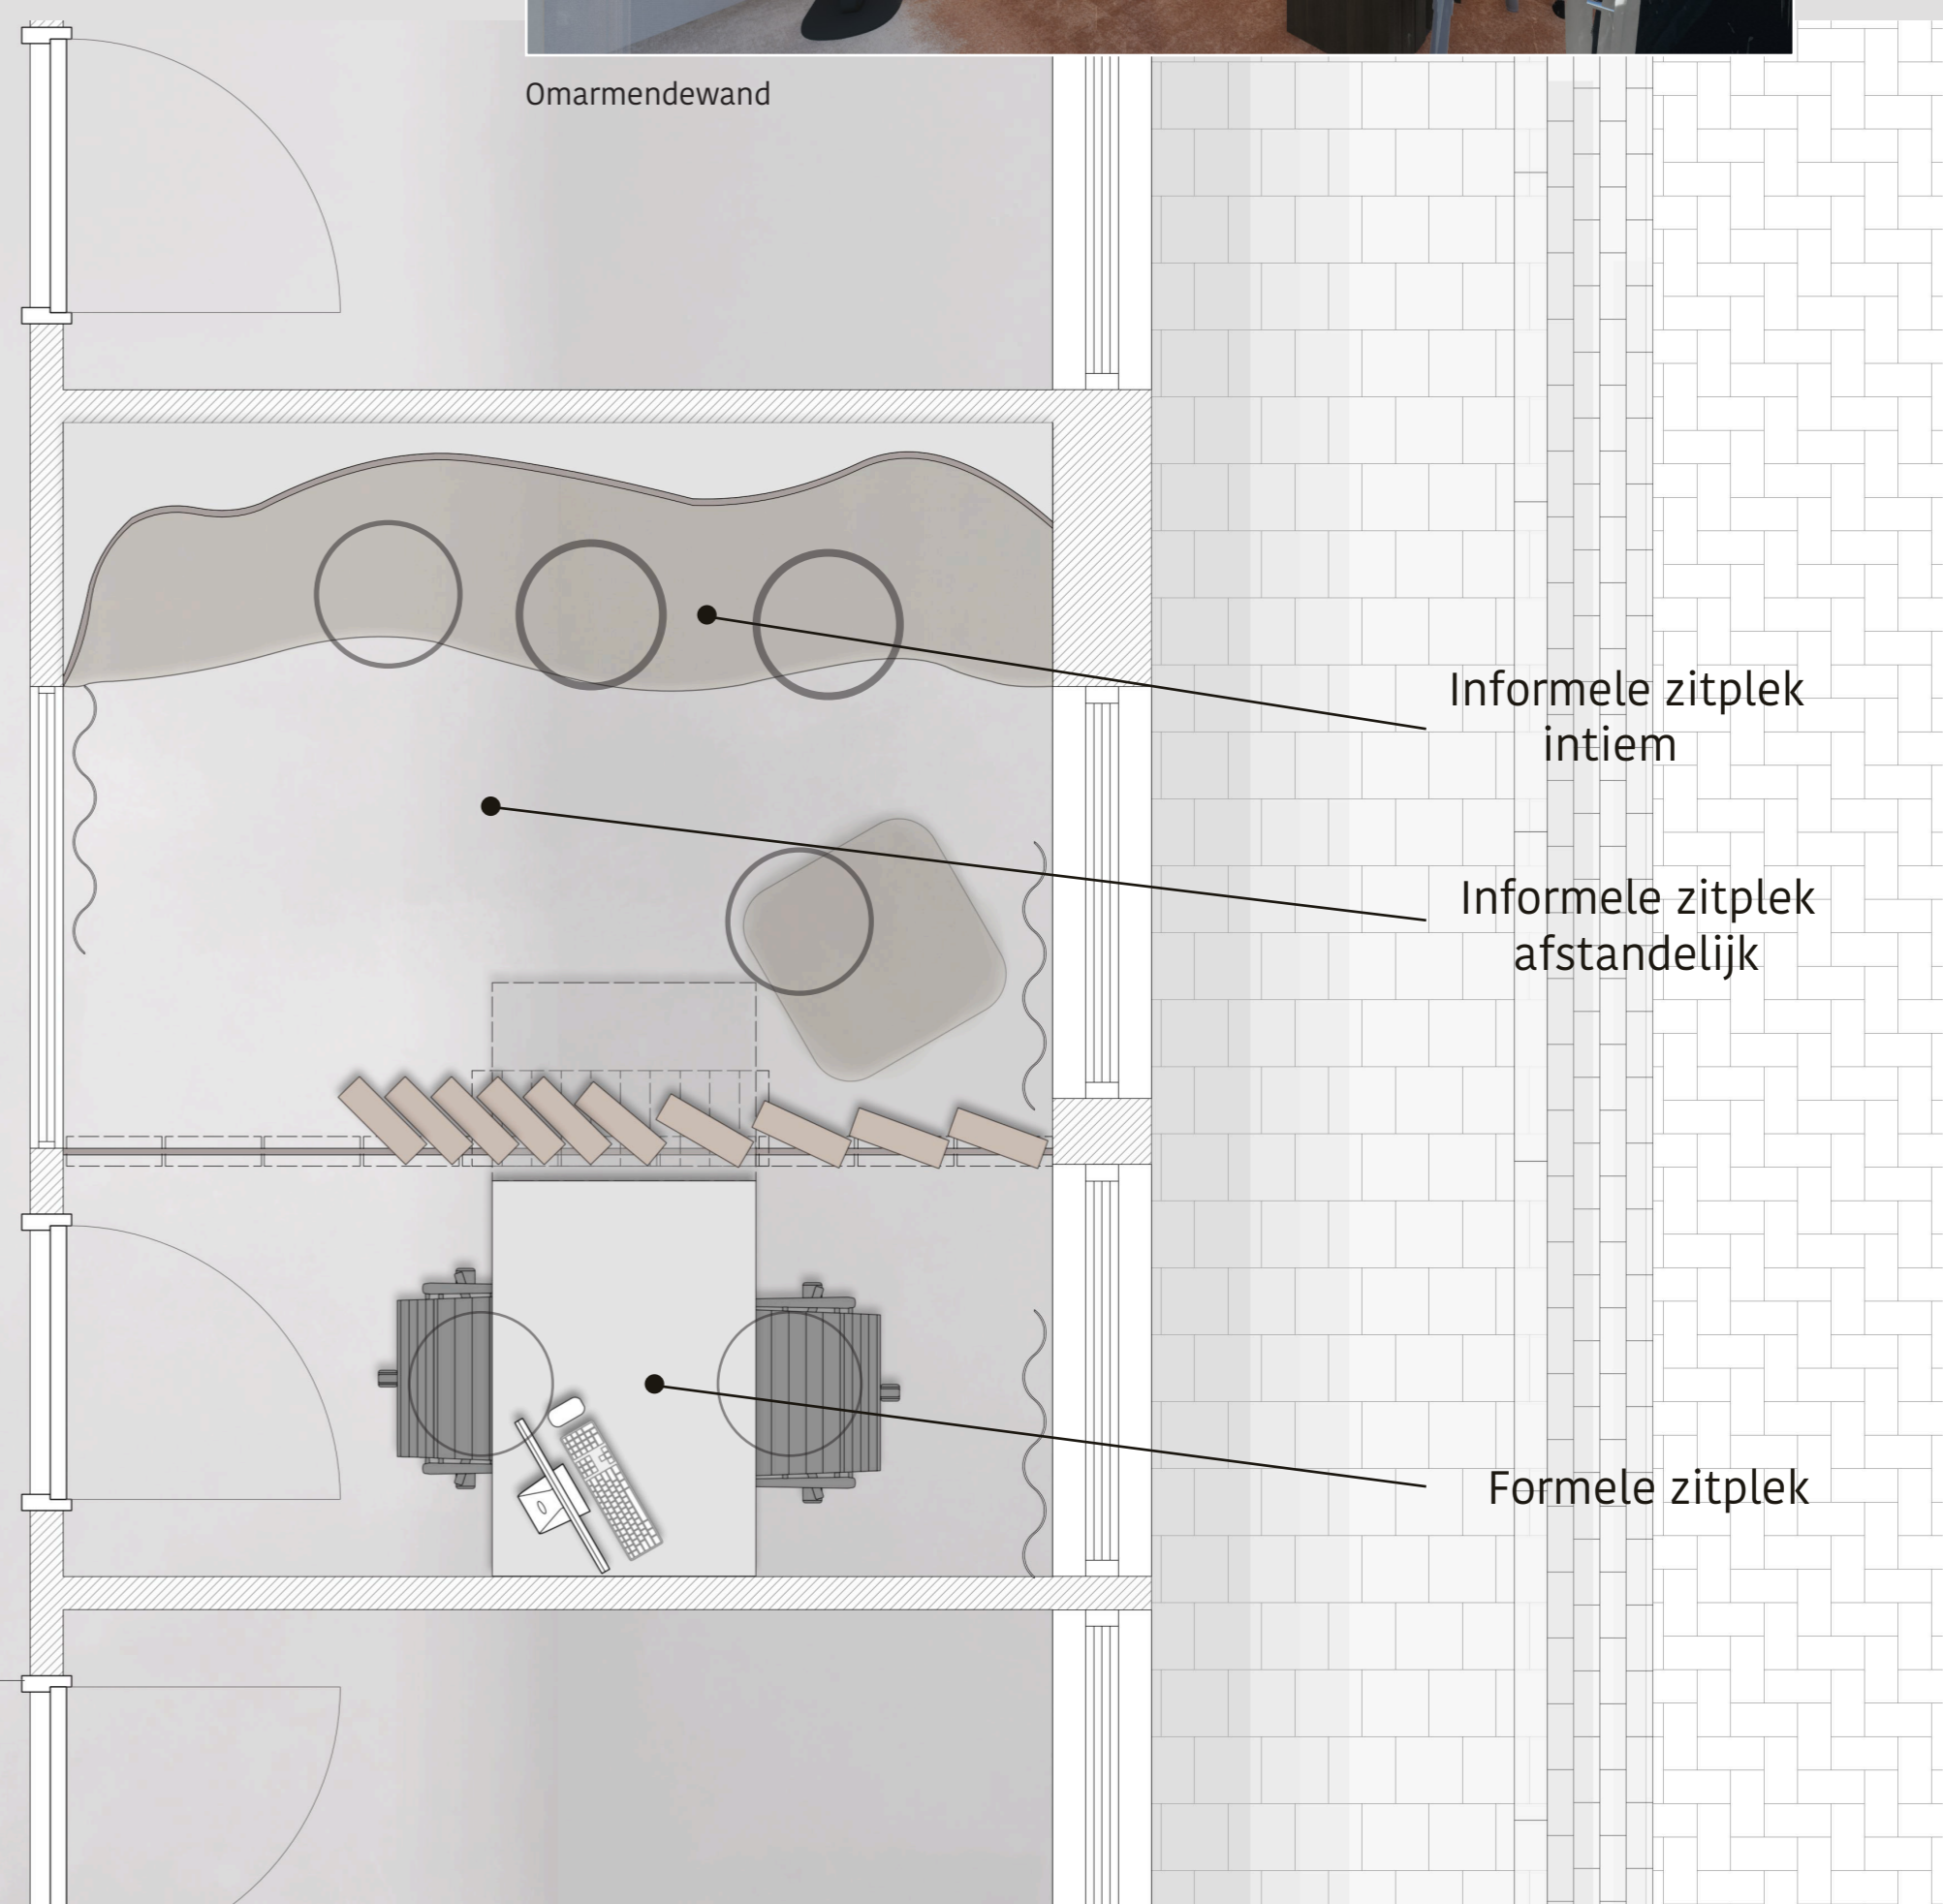 Omarmendewand
Informele zitplek
intiem
Informele zitplek
afstandelijk
Formele zitplek